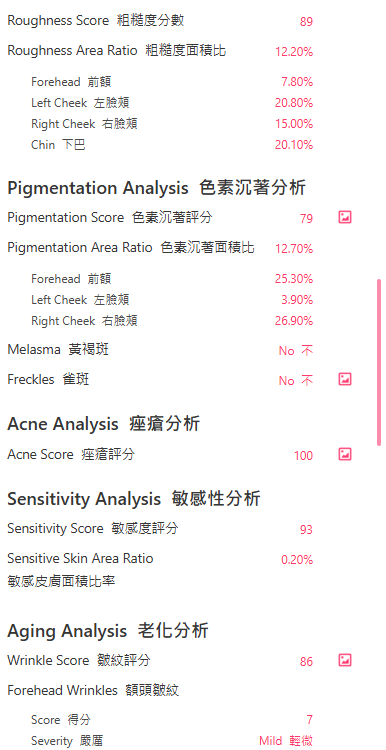 Roughness Score 粗糙度分數 89
Roughness Area Ratio 粗糙度面積比 12.20%
Forehead 前額 7.80%
Left Cheek 左臉頰 20.80%
Right Cheek 右臉頰 15.00%
Chin 下巴 20.10%
Pigmentation Analysis 色素沉著分析
Pigmentation Score 色素沉著評分 79
Pigmentation Area Ratio 色素沉著面積比 12.70%
Forehead 前額 25.30%
Left Cheek 左臉頰 3.90%
Right Cheek 右臉頰 26.90%
Melasma 黃褐斑 No 不
Freckles 雀斑 No 不
Acne Analysis 痤瘡分析
Acne Score 痤瘡評分 100
Sensitivity Analysis 敏感性分析
Sensitivity Score 敏感度評分 93
Sensitive Skin Area Ratio 0.20%
敏感皮膚面積比率
Aging Analysis 老化分析
Wrinkle Score 皺紋評分 86
Forehead Wrinkles 額頭皺紋
Score 得分 7
Severity 嚴厲 Mild 輕微